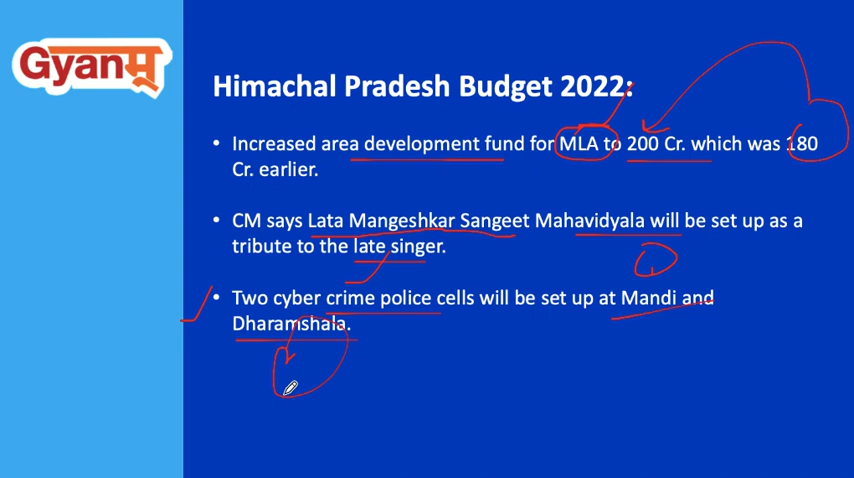 Gyanम्
Himachal Pradesh Budget 2022:
• Increased area development fund for MLA to 200 Cr. which was 180
Cr. earlier.
• CM says Lata Mangeshkar Sangeet Mahavidyala will be set up as a
tribute to the late singer.
• Two cyber crime police cells will be set up at Mandi and
Dharamshala.